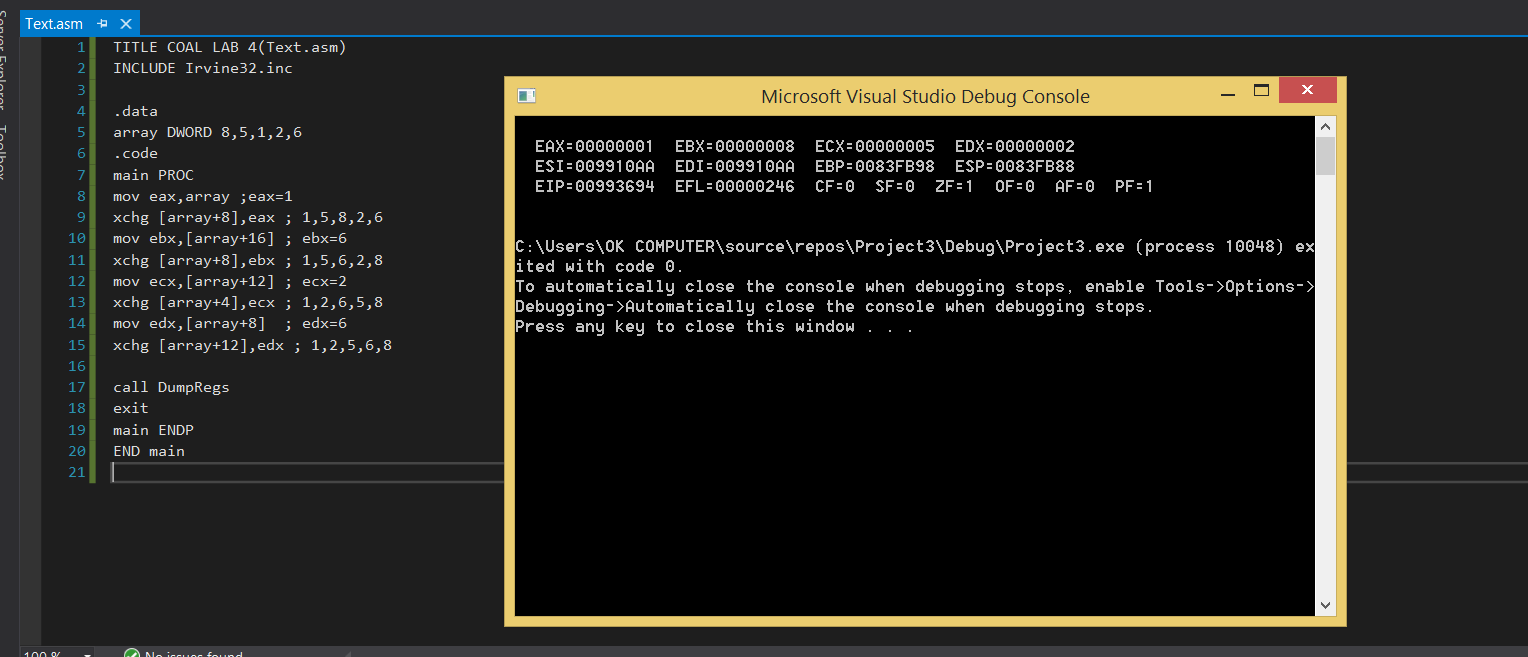 Server Explorer
Toolbox
Text.asm
1 TITLE COAL LAB 4(Text.asm)
2 INCLUDE Irvine32.inc
3
4 .data
5 array DWORD 8,5,1,2,6
6 .code
7 main PROC
8 mov eax,array ;eax=1
9 xchg [array+8],eax ; 1,5,8,2,6
10 mov ebx,[array+16] ; ebx=6
11 xchg [array+8],ebx ; 1,5,6,2,8
12 mov ecx,[array+12] ; ecx=2
13 xchg [array+4],ecx ; 1,2,6,5,8
14 mov edx,[array+8]  ; edx=6
15 xchg [array+12],edx ; 1,2,5,6,8
16
17 call DumpRegs
18 exit
19 main ENDP
20 END main
21
Microsoft Visual Studio Debug Console
EAX=00000001  EBX=00000008  ECX=00000005  EDX=00000002
ESI=009910AA  EDI=009910AA  EBP=0083FB98  ESP=0083FB88
EIP=00993694  EFL=00000246  CF=0  SF=0  ZF=1  OF=0  AF=0  PF=1
C:\Users\OK COMPUTER\source\repos\Project3\Debug\Project3.exe (process 10048) ex
ited with code 0.
To automatically close the console when debugging stops, enable Tools->Options->
Debugging->Automatically close the console when debugging stops.
Press any key to close this window . . .
100 %
No issues found